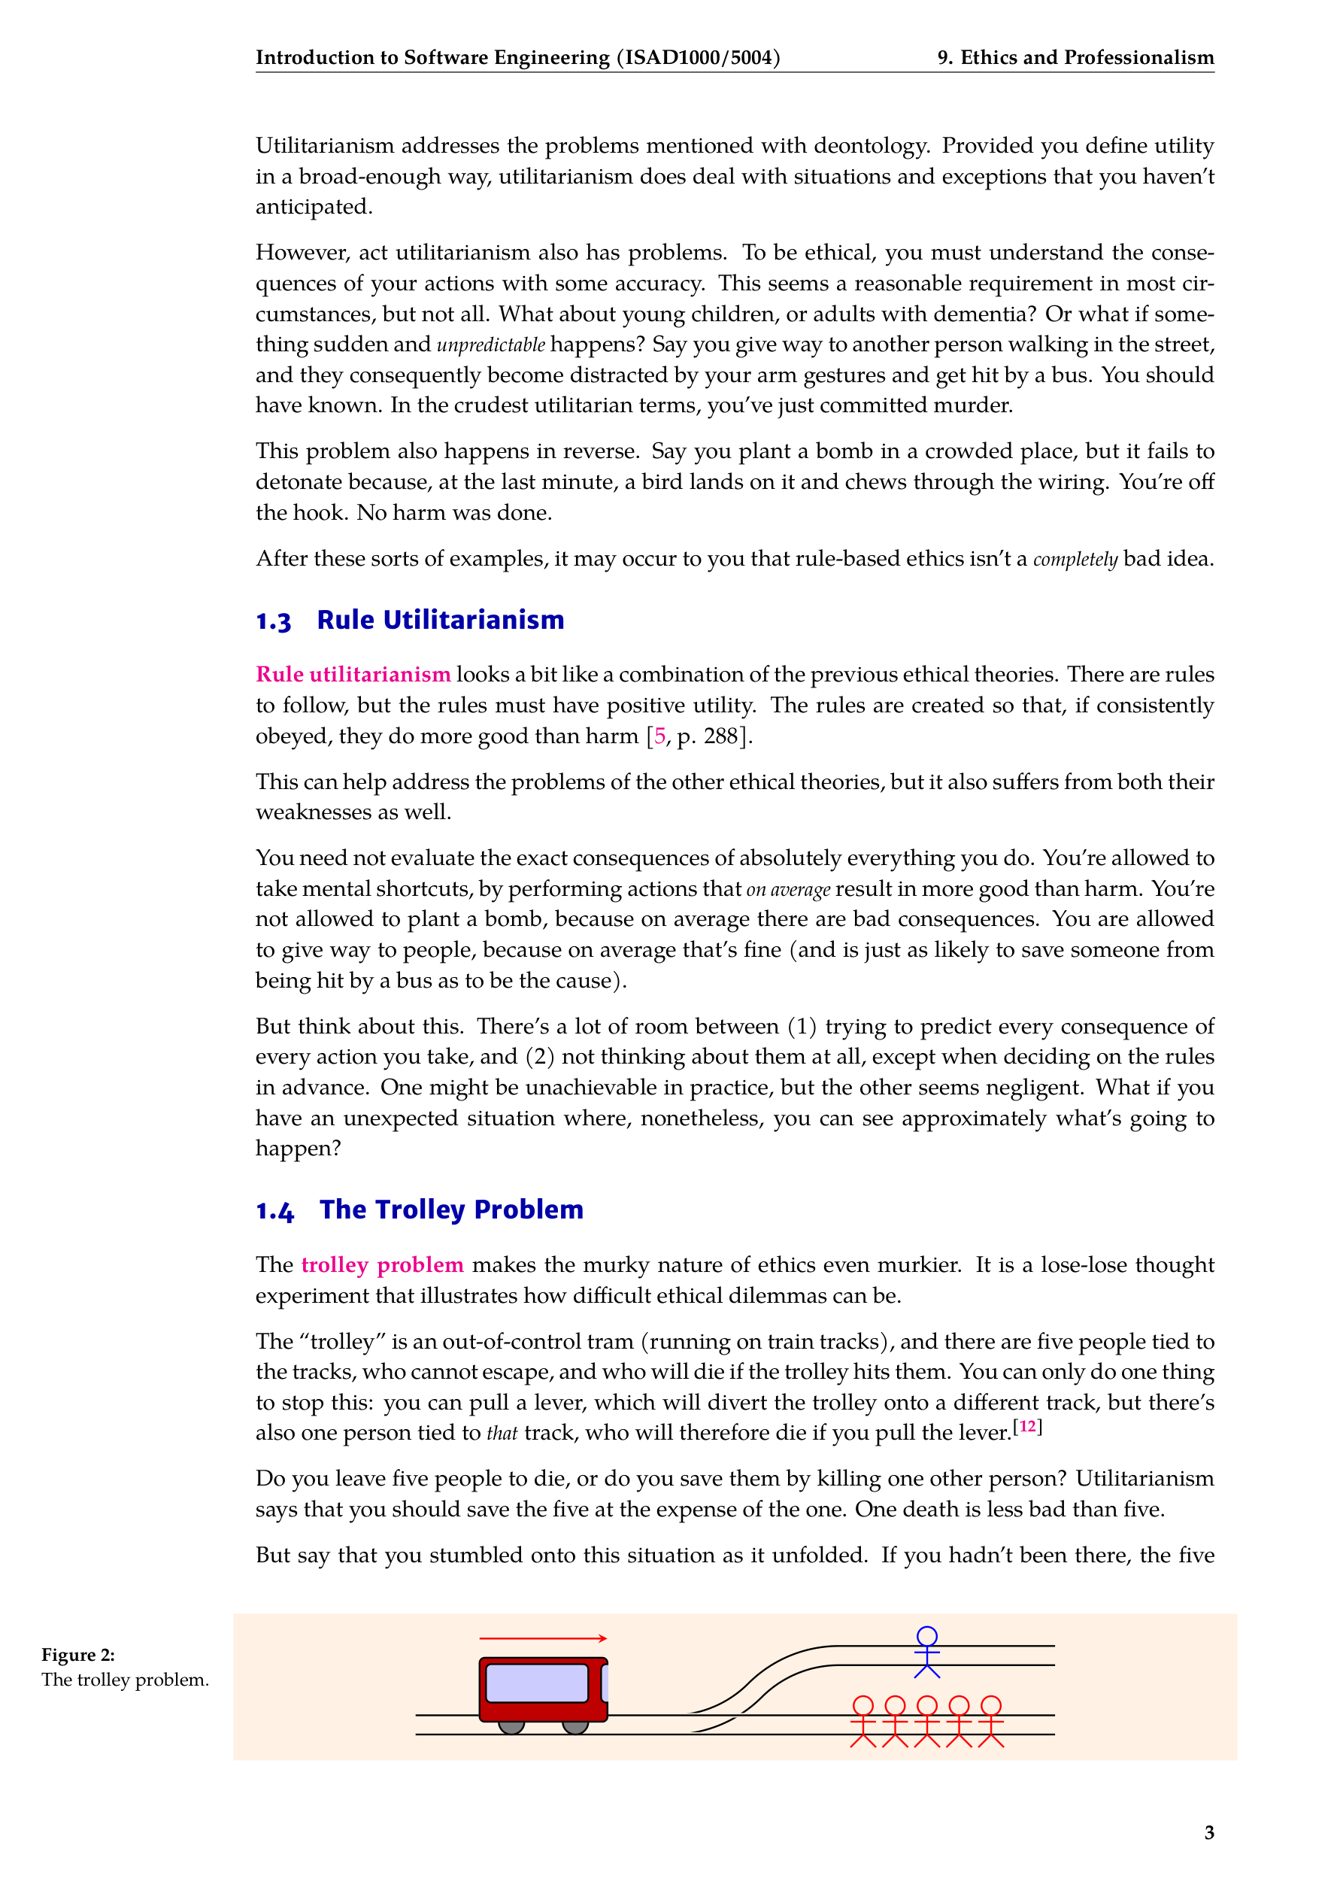 Introduction to Software Engineering (ISAD1000/5004) 9. Ethics and Professionalism
Utilitarianism addresses the problems mentioned with deontology. Provided you define utility
in a broad-enough way, utilitarianism does deal with situations and exceptions that you haven't
anticipated.
However, act utilitarianism also has problems. To be ethical, you must understand the conse-
quences of your actions with some accuracy. This seems a reasonable requirement in most cir-
cumstances, but not all. What about young children, or adults with dementia? Or what if some-
thing sudden and unpredictable happens? Say you give way to another person walking in the street,
and they consequently become distracted by your arm gestures and get hit by a bus. You should
have known. In the crudest utilitarian terms, you've just committed murder.
This problem also happens in reverse. Say you plant a bomb in a crowded place, but it fails to
detonate because, at the last minute, a bird lands on it and chews through the wiring. You're off
the hook. No harm was done.
After these sorts of examples, it may occur to you that rule-based ethics isn't a completely bad idea.
1.3 Rule Utilitarianism
Rule utilitarianism looks a bit like a combination of the previous ethical theories. There are rules
to follow, but the rules must have positive utility. The rules are created so that, if consistently
obeyed, they do more good than harm [5, p. 288].
This can help address the problems of the other ethical theories, but it also suffers from both their
weaknesses as well.
You need not evaluate the exact consequences of absolutely everything you do. You're allowed to
take mental shortcuts, by performing actions that on average result in more good than harm. You're
not allowed to plant a bomb, because on average there are bad consequences. You are allowed
to give way to people, because on average that's fine (and is just as likely to save someone from
being hit by a bus as to be the cause).
But think about this. There's a lot of room between (1) trying to predict every consequence of
every action you take, and (2) not thinking about them at all, except when deciding on the rules
in advance. One might be unachievable in practice, but the other seems negligent. What if you
have an unexpected situation where, nonetheless, you can see approximately what's going to
happen?
1.4 The Trolley Problem
The trolley problem makes the murky nature of ethics even murkier. It is a lose-lose thought
experiment that illustrates how difficult ethical dilemmas can be.
The “trolley” is an out-of-control tram (running on train tracks), and there are five people tied to
the tracks, who cannot escape, and who will die if the trolley hits them. You can only do one thing
to stop this: you can pull a lever, which will divert the trolley onto a different track, but there's
also one person tied to that track, who will therefore die if you pull the lever.[12]
Do you leave five people to die, or do you save them by killing one other person? Utilitarianism
says that you should save the five at the expense of the one. One death is less bad than five.
But say that you stumbled onto this situation as it unfolded. If you hadn't been there, the five
Figure 2:
The trolley problem.
3